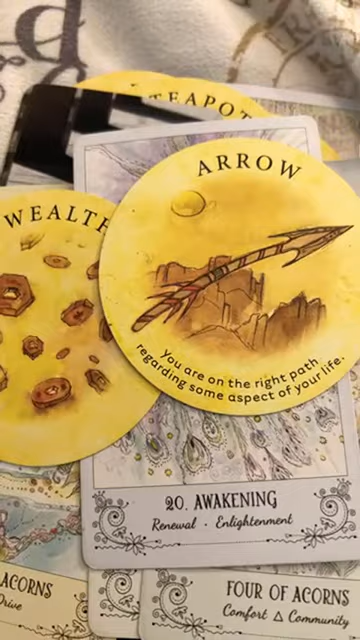 TEAPOT
ARROW
WEALTH
You are on the right path
regarding some aspect of your life.
20. AWAKENING
Renewal · Enlightenment
ACORNS
Drive
FOUR OF ACORNS
Comfort △ Community